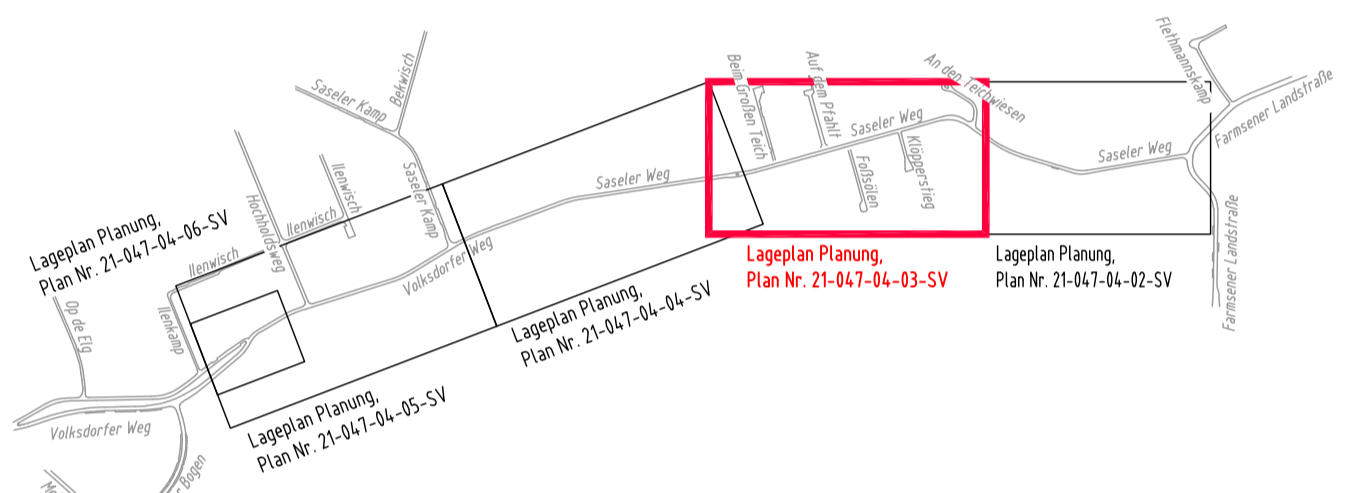 Lageplan Planung,
Plan Nr. 21-047-04-06-SV
Op de Elg
Ilenkamp
Ilenwisch
Hochholdsweg
Ilenwisch
Ilenwisch
Saseler Kamp
Bekwisch
Saseler Kamp
Volksdorfer Weg
Volksdorfer Weg
Bogen
Lageplan Planung,
Plan Nr. 21-047-04-05-SV
Lageplan Planung,
Plan Nr. 21-047-04-04-SV
Saseler Weg
Beim Großen Teich
Auf dem Pfahlt
Saseler Weg
An den Teichwiesen
Foßsölen
Klöpperstieg
Lageplan Planung,
Plan Nr. 21-047-04-03-SV
Saseler Weg
Flethmannskamp
Farmsener Landstraße
Farmsener Landstraße
Lageplan Planung,
Plan Nr. 21-047-04-02-SV